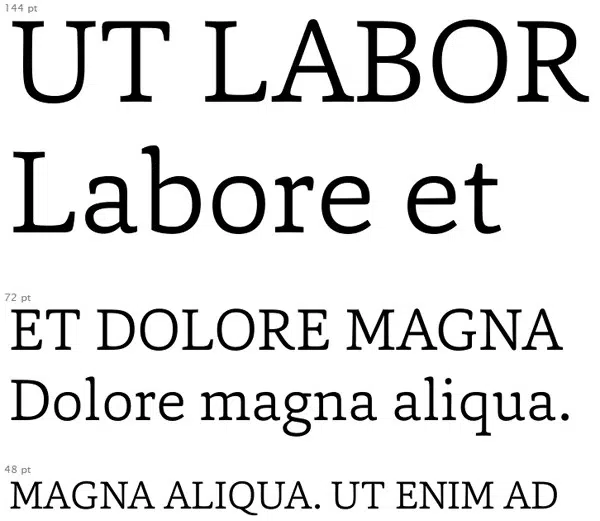 144 pt
UT LABOR
Labore et
72 pt
ET DOLORE MAGNA
Dolore magna aliqua.
48 pt
MAGNA ALIQUA. UT ENIM AD